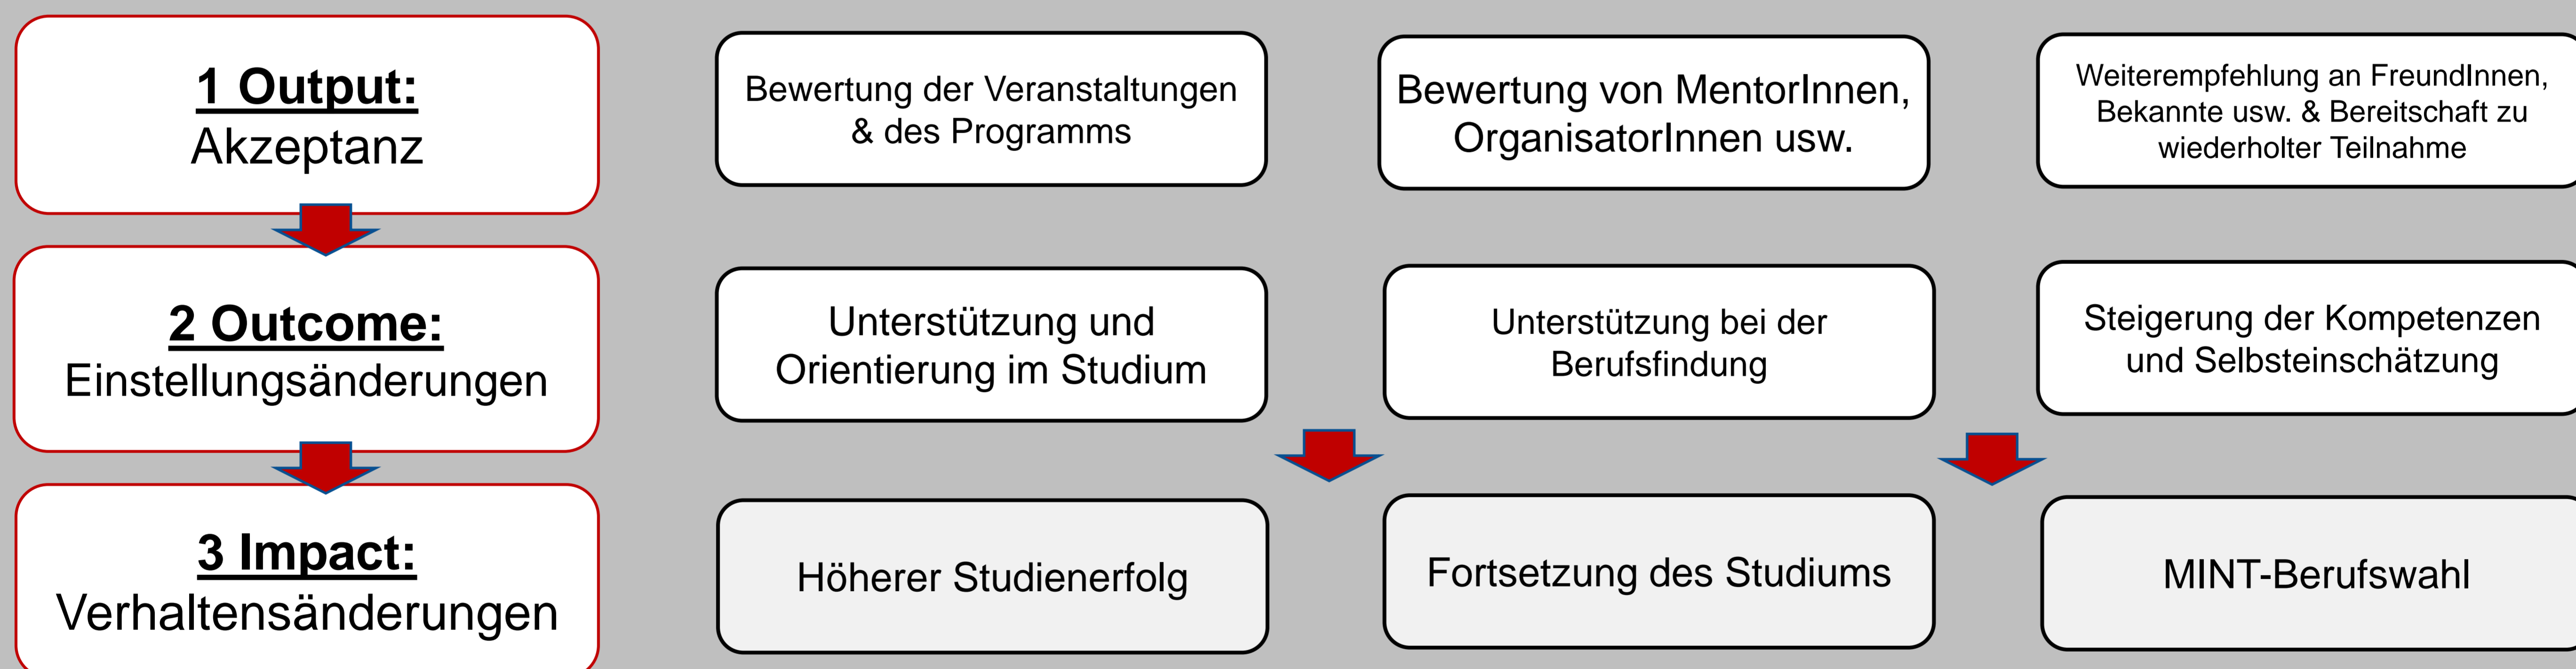 1 Output:
Akzeptanz
Bewertung der Veranstaltungen
& des Programms
Bewertung von MentorInnen,
OrganisatorInnen usw.
Weiterempfehlung an FreundInnen,
Bekannte usw. & Bereitschaft zu
wiederholter Teilnahme
2 Outcome:
Einstellungsänderungen
Unterstützung und
Orientierung im Studium
Unterstützung bei der
Berufsfindung
Steigerung der Kompetenzen
und Selbsteinschätzung
3 Impact:
Verhaltensänderungen
Höherer Studienerfolg
Fortsetzung des Studiums
MINT-Berufswahl